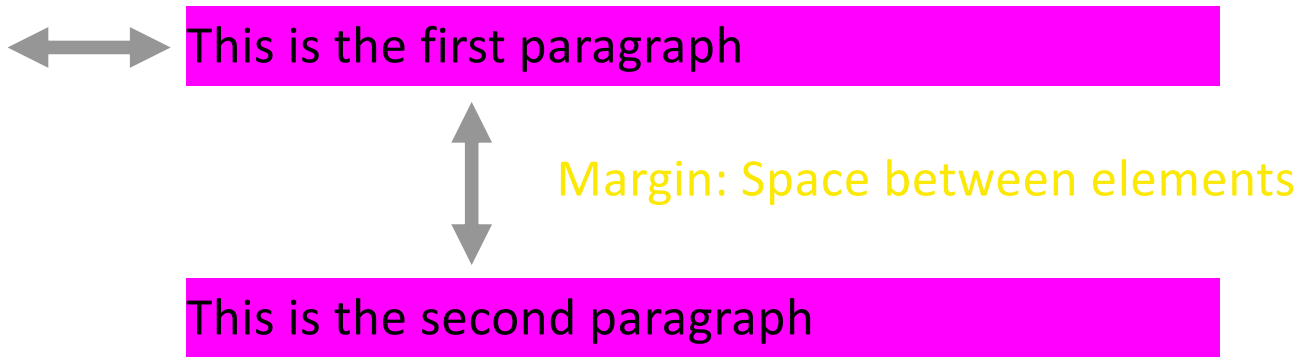 This is the first paragraph
Margin: Space between elements
This is the second paragraph